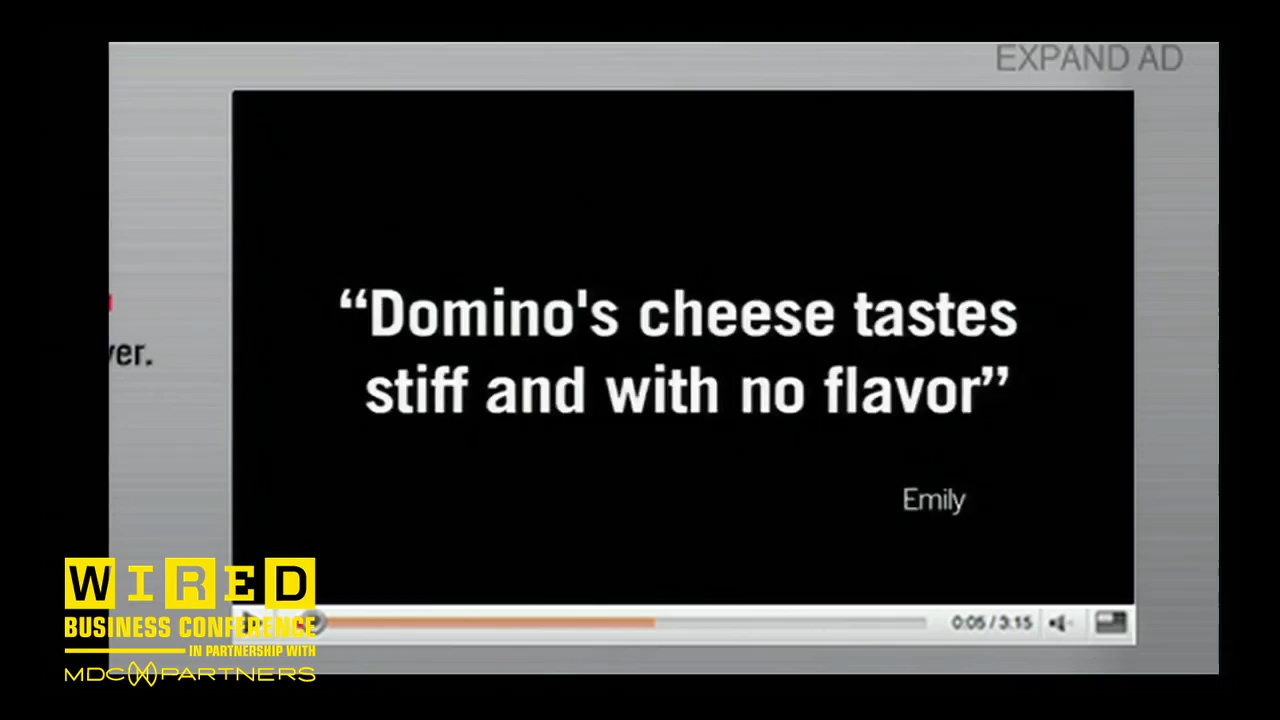 EXPAND AD
“Domino's cheese tastes
stiff and with no flavor”
Emily
0:05 / 3:15
WIRED
BUSINESS CONFERENCE
IN PARTNERSHIP WITH
MDC PARTNERS